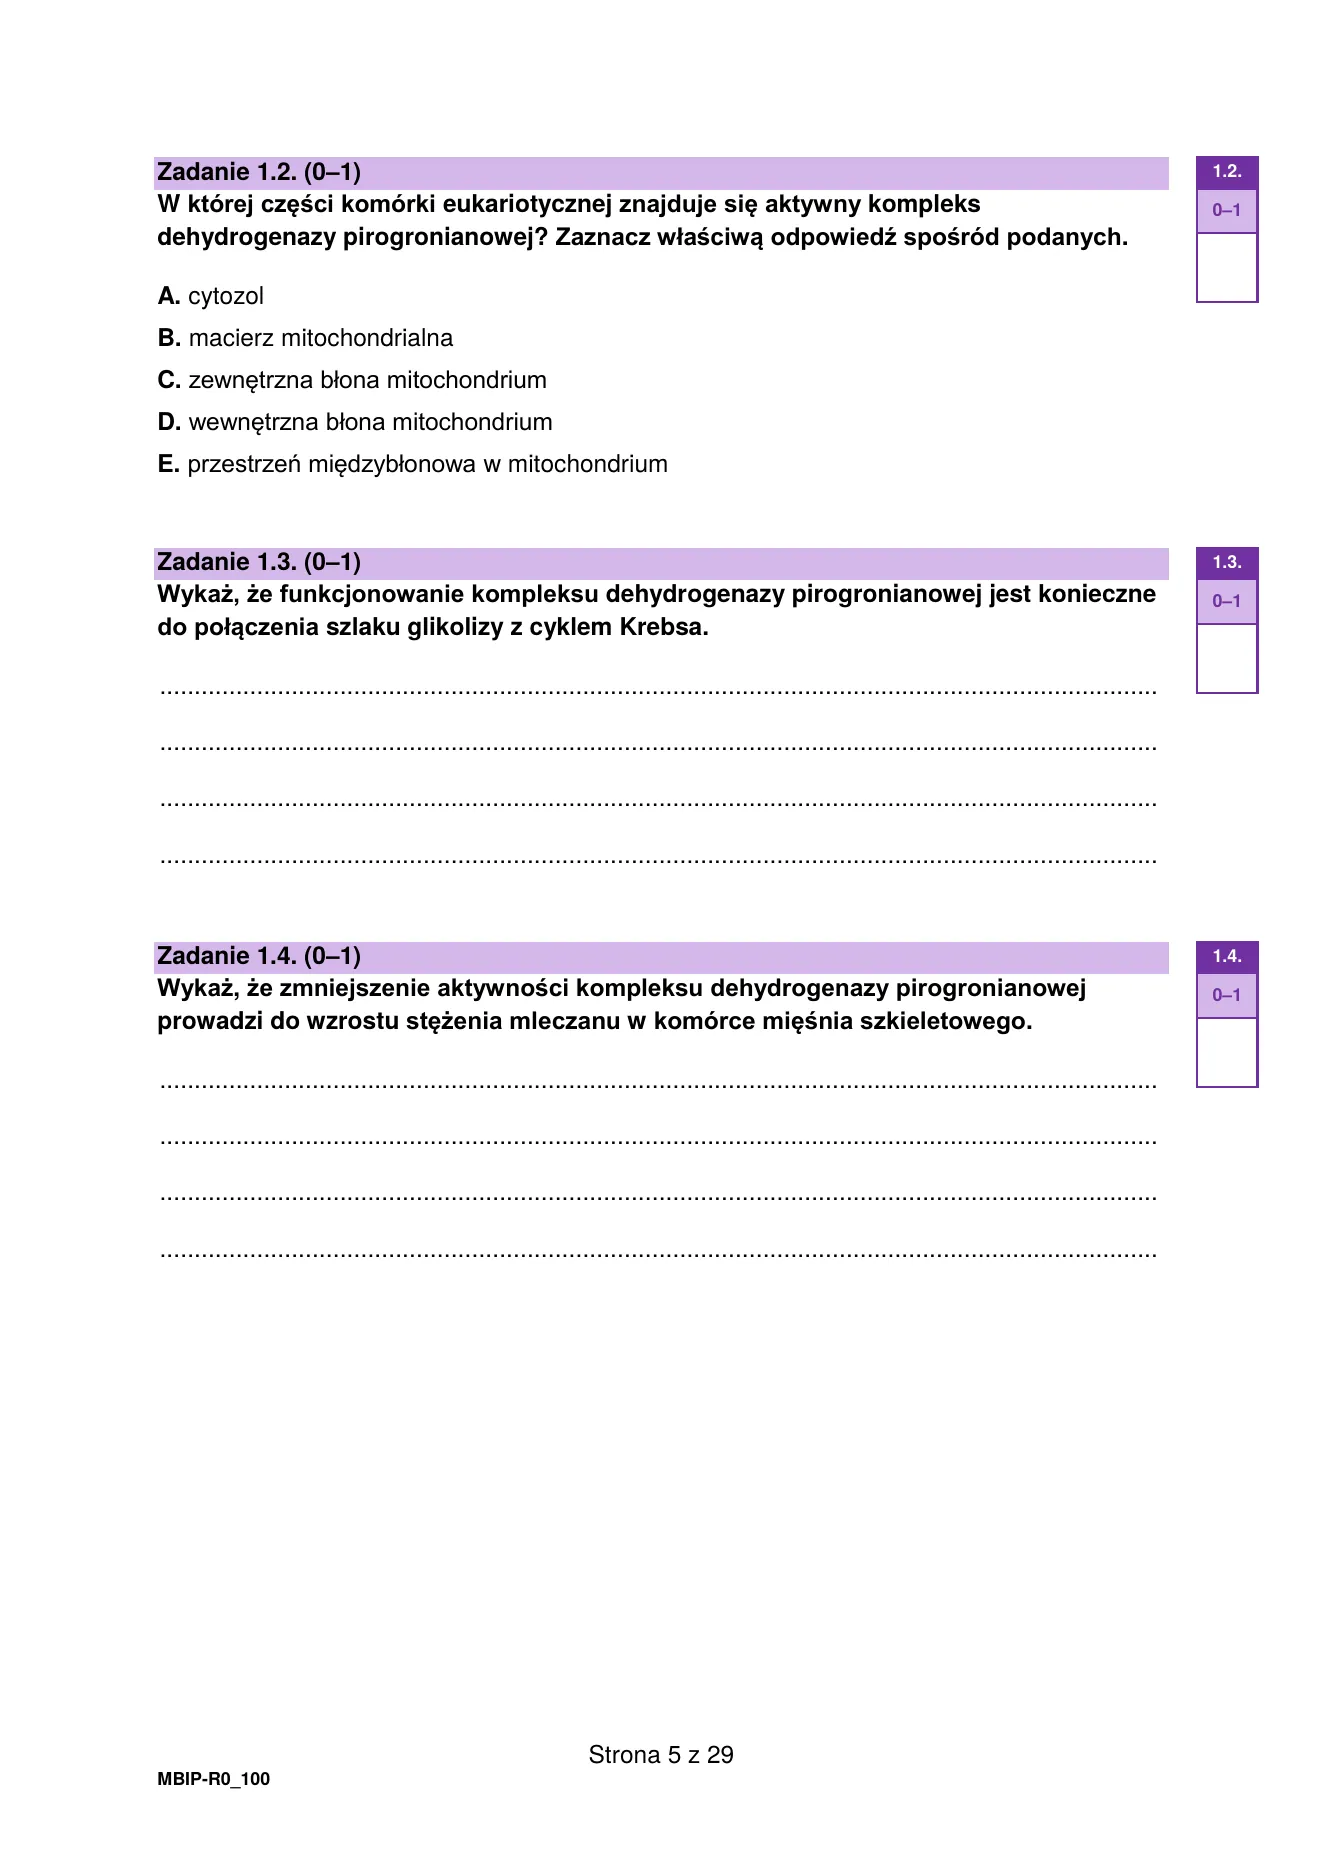 Zadanie 1.2. (0–1)
1.2.
W której części komórki eukariotycznej znajduje się aktywny kompleks
0–1
dehydrogenazy pirogronianowej? Zaznacz właściwą odpowiedź spośród podanych.
A. cytozol
B. macierz mitochondrialna
C. zewnętrzna błona mitochondrium
D. wewnętrzna błona mitochondrium
E. przestrzeń międzybłonowa w mitochondrium
Zadanie 1.3. (0–1)
1.3.
Wykaż, że funkcjonowanie kompleksu dehydrogenazy pirogronianowej jest konieczne
0–1
do połączenia szlaku glikolizy z cyklem Krebsa.
Zadanie 1.4. (0–1)
1.4.
Wykaż, że zmniejszenie aktywności kompleksu dehydrogenazy pirogronianowej
0–1
prowadzi do wzrostu stężenia mleczanu w komórce mięśnia szkieletowego.
Strona 5 z 29
MBIP-R0_100